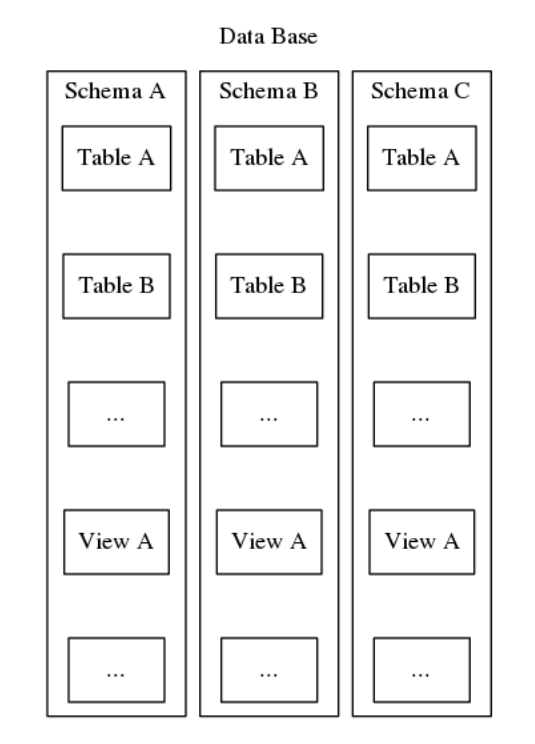 Data Base
Schema A
Table A
Table B
...
View A
...
Schema B
Table A
Table B
...
View A
...
Schema C
Table A
Table B
...
View A
...